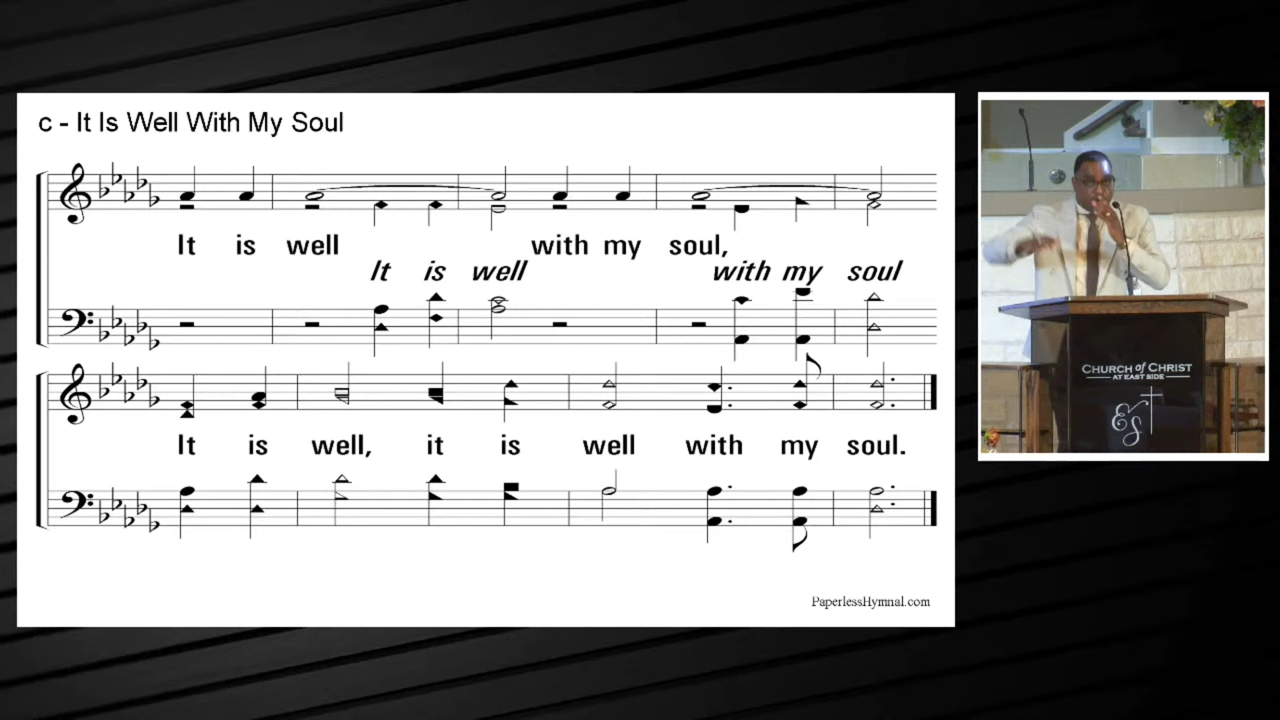 c - It Is Well With My Soul
It is well with my soul,
It is well with my soul
It is well, it is well with my soul.
PaperlessHymnal.com
CHURCH of CHRIST
AT EAST SIDE
ES